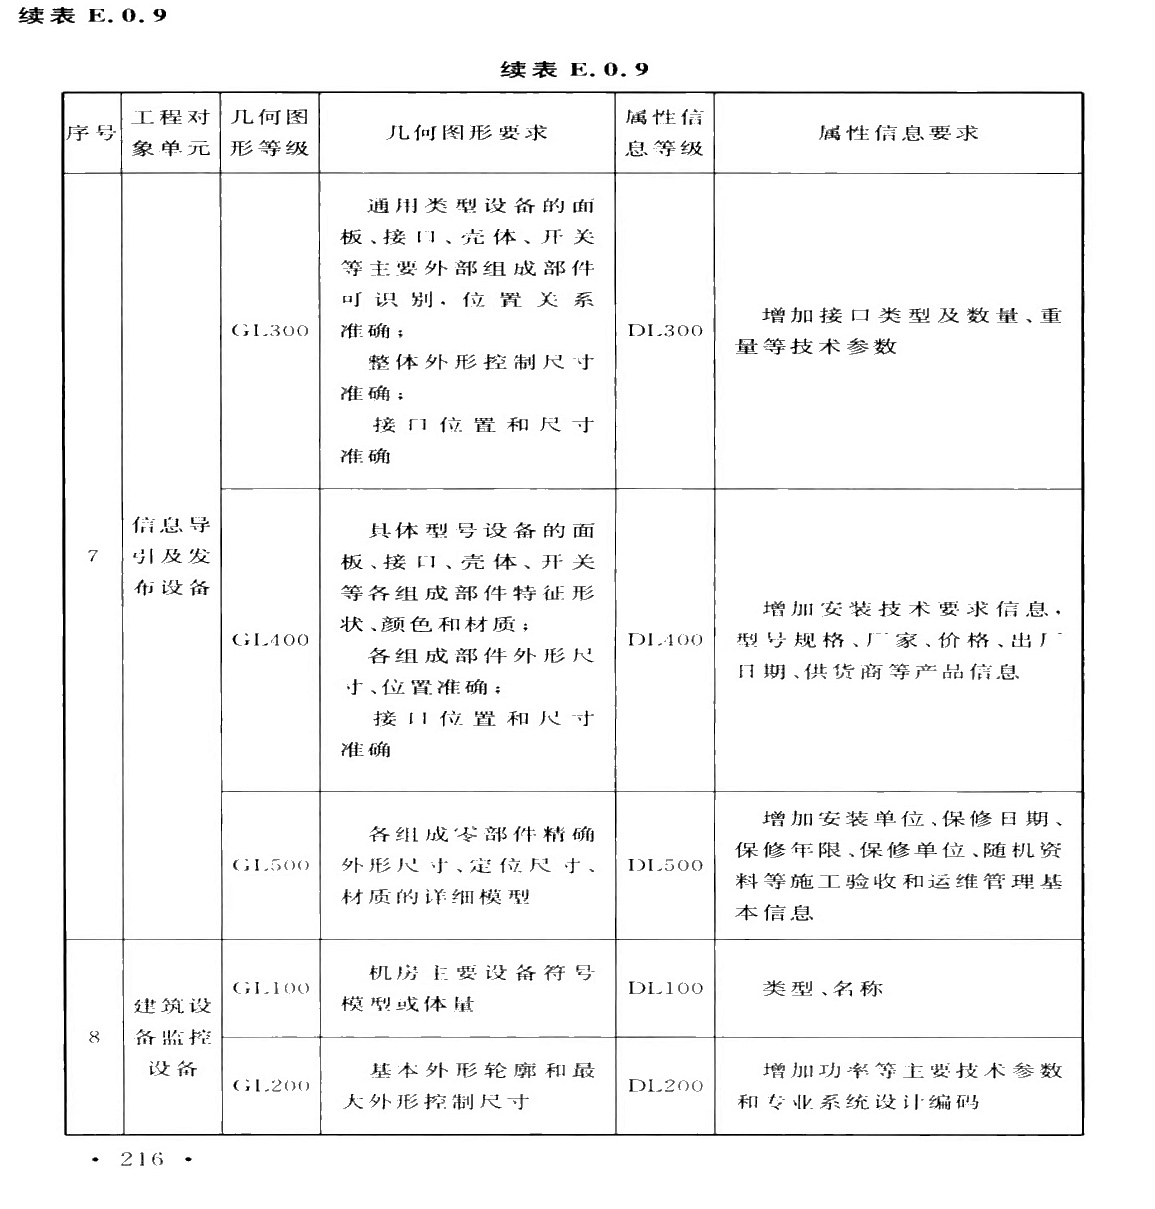 续表 E.0.9
续表 E.0.9
序号
工程对
象单元
几何图
形等级
几何图形要求
属性信
息等级
属性信息要求
7
信息导
引及发
布设备
GL300
通用类型设备的面
板、接口、壳体、开关
等主要外部组成部件
可识别,位置关系
准确;
整体外形控制尺寸
准确;
接口位置和尺寸
准确
DL300
增加接口类型及数量、重
量等技术参数
GL400
具体型号设备的面
板、接口、壳体、开关
等各组成部件特征形
状、颜色和材质;
各组成部件外形尺
寸、位置准确;
接口位置和尺寸
准确
DL400
增加安装技术要求信息,
型号规格、厂家、价格、出厂
日期、供货商等产品信息
GL500
各组成零部件精确
外形尺寸、定位尺寸、
材质的详细模型
DL500
增加安装单位、保修日期、
保修年限、保修单位、随机资
料等施工验收和运维管理基
本信息
8
建筑设
备监控
设备
GL100
机房主要设备符号
模型或体量
DL100
类型、名称
GL200
基本外形轮廓和最
大外形控制尺寸
DL200
增加功率等主要技术参数
和专业系统设计编码
· 216 ·